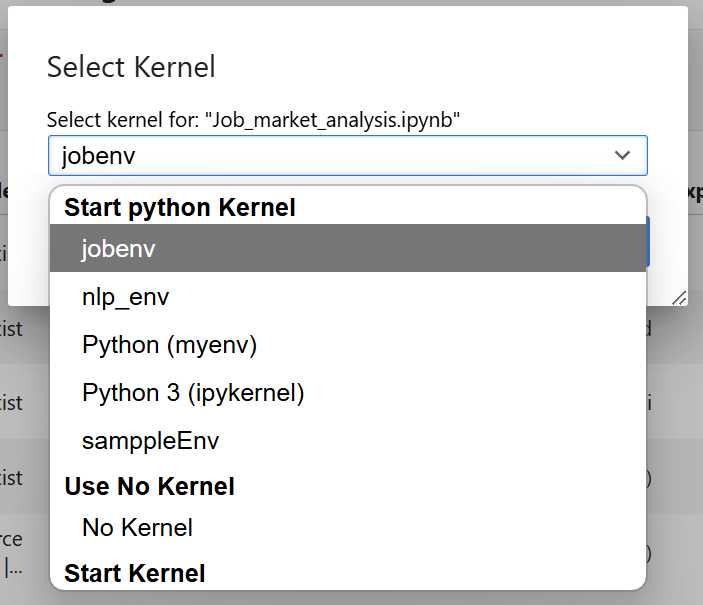 Select Kernel
Select kernel for: "Job_market_analysis.ipynb"
jobenv
Start python Kernel
jobenv
nlp_env
Python (myenv)
Python 3 (ipykernel)
samppleEnv
Use No Kernel
No Kernel
Start Kernel